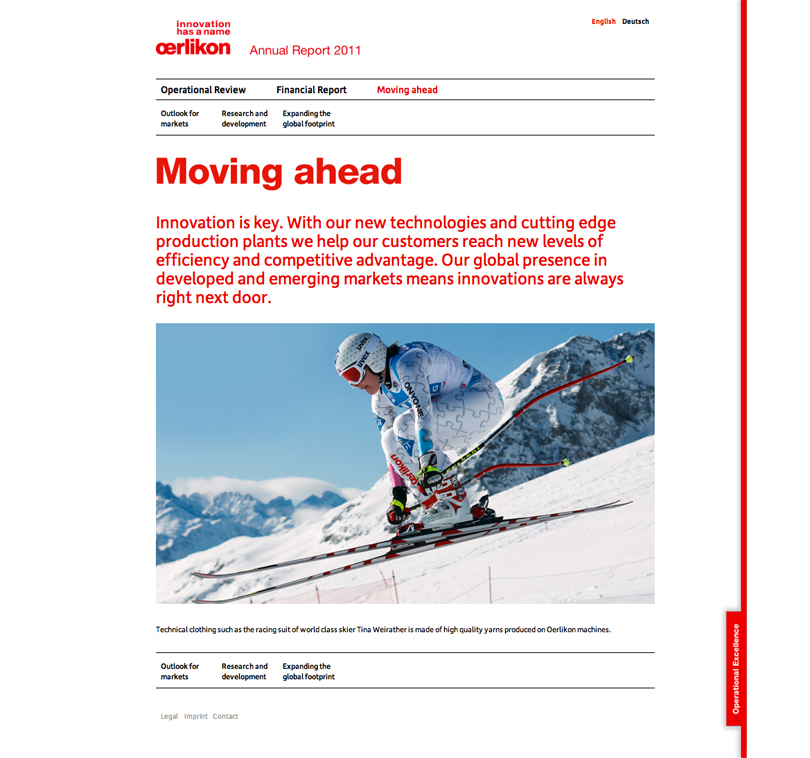 innovation
has a name
œrlikon
Annual Report 2011
English Deutsch
Operational Review Financial Report Moving ahead
Outlook for markets
Research and development
Expanding the global footprint
Moving ahead
Innovation is key. With our new technologies and cutting edge
production plants we help our customers reach new levels of
efficiency and competitive advantage. Our global presence in
developed and emerging markets means innovations are always
right next door.
œrlikon
Technical clothing such as the racing suit of world class skier Tina Weirather is made of high quality yarns produced on Oerlikon machines.
Outlook for markets
Research and development
Expanding the global footprint
Legal Imprint Contact
Operational Excellence